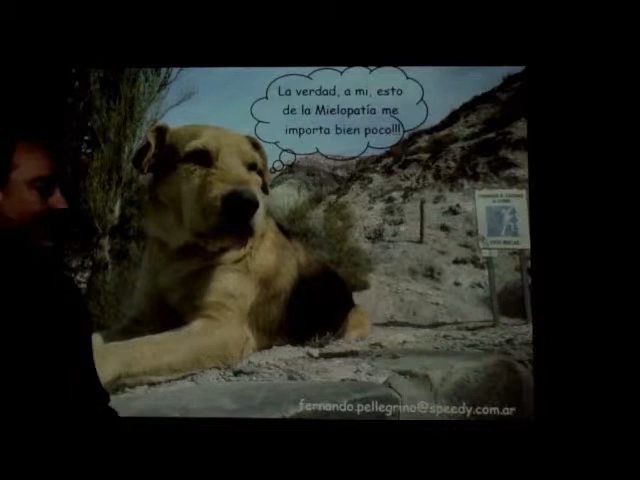 La verdad, a mi, esto
de la Mielopatía me
importa bien poco!!!
fernando.pellegrino@speedy.com.ar